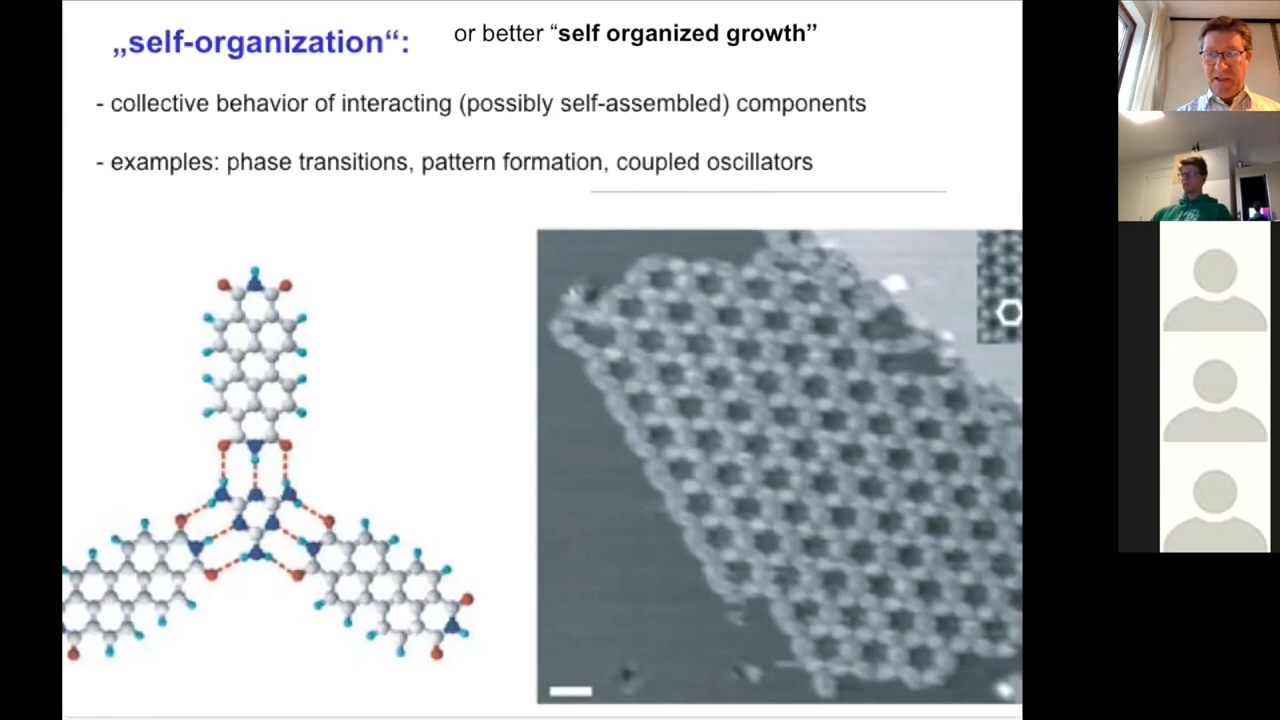 „self-organization“: or better “self organized growth”
- collective behavior of interacting (possibly self-assembled) components
- examples: phase transitions, pattern formation, coupled oscillators